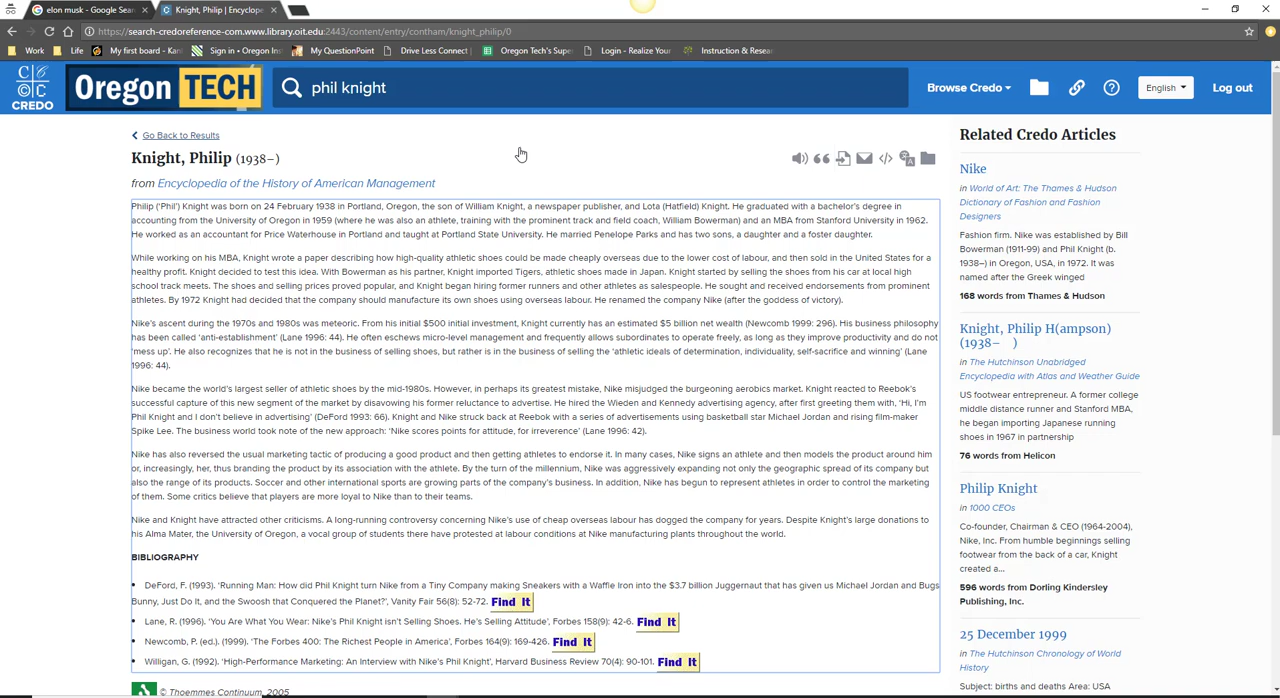 elon musk - Google Sear
Knight, Philip | Encyclope
https://search-credoreference-com.www.library.oit.edu:2443/content/entry/contham/knight_philip/0
Work
Life
My first board - Kan
Sign in • Oregon Ins
My QuestionPoint
Drive Less Connect |
Oregon Tech's Supe
Login - Realize Your
Instruction & Resea
CREDO
Oregon TECH
phil knight
Browse Credo
English
Log out
Go Back to Results
Knight, Philip (1938–)
from Encyclopedia of the History of American Management
Philip ('Phil') Knight was born on 24 February 1938 in Portland, Oregon, the son of William Knight, a newspaper publisher, and Lota (Hatfield) Knight. He graduated with a bachelor's degree in
accounting from the University of Oregon in 1959 (where he was also an athlete, training with the prominent track and field coach, William Bowerman) and an MBA from Stanford University in 1962.
He worked as an accountant for Price Waterhouse in Portland and taught at Portland State University. He married Penelope Parks and has two sons, a daughter and a foster daughter.
While working on his MBA, Knight wrote a paper describing how high-quality athletic shoes could be made cheaply overseas due to the lower cost of labour, and then sold in the United States for a
healthy profit. Knight decided to test this idea. With Bowerman as his partner, Knight imported Tigers, athletic shoes made in Japan. Knight started by selling the shoes from his car at local high
school track meets. The shoes and selling prices proved popular, and Knight began hiring former runners and other athletes as salespeople. He sought and received endorsements from prominent
athletes. By 1972 Knight had decided that the company should manufacture its own shoes using overseas labour. He renamed the company Nike (after the goddess of victory).
Nike's ascent during the 1970s and 1980s was meteoric. From his initial $500 initial investment, Knight currently has an estimated $5 billion net wealth (Newcomb 1999: 296). His business philosophy
has been called 'anti-establishment' (Lane 1996: 44). He often eschews micro-level management and frequently allows subordinates to operate freely, as long as they improve productivity and do not
'mess up'. He also recognizes that he is not in the business of selling shoes, but rather is in the business of selling the 'athletic ideals of determination, individuality, self-sacrifice and winning' (Lane
1996: 44).
Nike became the world's largest seller of athletic shoes by the mid-1980s. However, in perhaps its greatest mistake, Nike misjudged the burgeoning aerobics market. Knight reacted to Reebok's
successful capture of this new segment of the market by disavowing his former reluctance to advertise. He hired the Wieden and Kennedy advertising agency, after first greeting them with, 'Hi, I'm
Phil Knight and I don't believe in advertising' (DeFord 1993: 66). Knight and Nike struck back at Reebok with a series of advertisements using basketball star Michael Jordan and rising film-maker
Spike Lee. The business world took note of the new approach: 'Nike scores points for attitude, for irreverence' (Lane 1996: 42).
Nike has also reversed the usual marketing tactic of producing a good product and then getting athletes to endorse it. In many cases, Nike signs an athlete and then models the product around him
or, increasingly, her, thus branding the product by its association with the athlete. By the turn of the millennium, Nike was aggressively expanding not only the geographic spread of its company but
also the range of its products. Soccer and other international sports are growing parts of the company's business. In addition, Nike has begun to represent athletes in order to control the marketing
of them. Some critics believe that players are more loyal to Nike than to their teams.
Nike and Knight have attracted other criticisms. A long-running controversy concerning Nike's use of cheap overseas labour has dogged the company for years. Despite Knight's large donations to
his Alma Mater, the University of Oregon, a vocal group of students there have protested at labour conditions at Nike manufacturing plants throughout the world.
BIBLIOGRAPHY
• DeFord, F. (1993). 'Running Man: How did Phil Knight turn Nike from a Tiny Company making Sneakers with a Waffle Iron into the $3.7 billion Juggernaut that has given us Michael Jordan and Bugs
Bunny, Just Do It, and the Swoosh that Conquered the Planet?', Vanity Fair 56(8): 52-72. Find It
• Lane, R. (1996). 'You Are What You Wear: Nike's Phil Knight isn't Selling Shoes. He's Selling Attitude', Forbes 158(9): 42-6. Find It
• Newcomb, P. (ed.). (1999). 'The Forbes 400: The Richest People in America', Forbes 164(9): 169-426. Find It
• Willigan, G. (1992). 'High-Performance Marketing: An Interview with Nike's Phil Knight', Harvard Business Review 70(4): 90-101. Find It
© Thoemmes Continuum, 2005
Related Credo Articles
Nike
in World of Art: The Thames & Hudson
Dictionary of Fashion and Fashion
Designers
Fashion firm. Nike was established by Bill
Bowerman (1911-99) and Phil Knight (b.
1938–) in Oregon, USA, in 1972. It was
named after the Greek winged
168 words from Thames & Hudson
Knight, Philip H(ampson)
(1938– )
in The Hutchinson Unabridged
Encyclopedia with Atlas and Weather Guide
US footwear entrepreneur. A former college
middle distance runner and Stanford MBA,
he began importing Japanese running
shoes in 1967 in partnership
76 words from Helicon
Philip Knight
in 1000 CEOs
Co-founder, Chairman & CEO (1964-2004),
Nike, Inc. From humble beginnings selling
footwear from the back of a car, Knight
created a...
596 words from Dorling Kindersley
Publishing, Inc.
25 December 1999
in The Hutchinson Chronology of World
History
Subject: births and deaths Area: USA